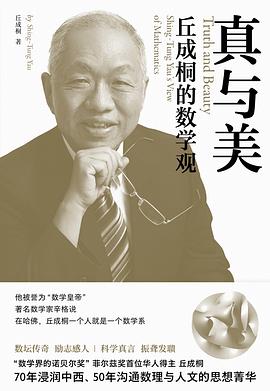 丘成桐 著
by Shing-Tung Yau
真与美
Truth and Beauty
丘成桐的数学观
Shing-Tung Yau's View
of Mathematics
他被誉为“数学皇帝”
著名数学家辛格说
在哈佛,丘成桐一个人就是一个数学系
数坛传奇 励志感人 | 科学真言 振聋发聩
“数学界的诺贝尔奖”菲尔兹奖首位华人得主 丘成桐
70年浸润中西、50年沟通数理与人文的思想菁华